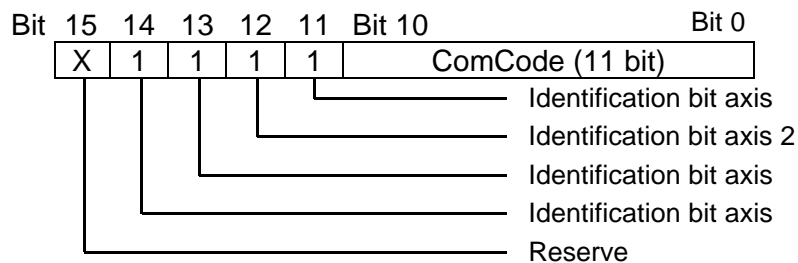 Bit 15 14 13 12 11 Bit 10 Bit 0
X 1 1 1 1 ComCode (11 bit)
Identification bit axis
Identification bit axis 2
Identification bit axis
Identification bit axis
Reserve